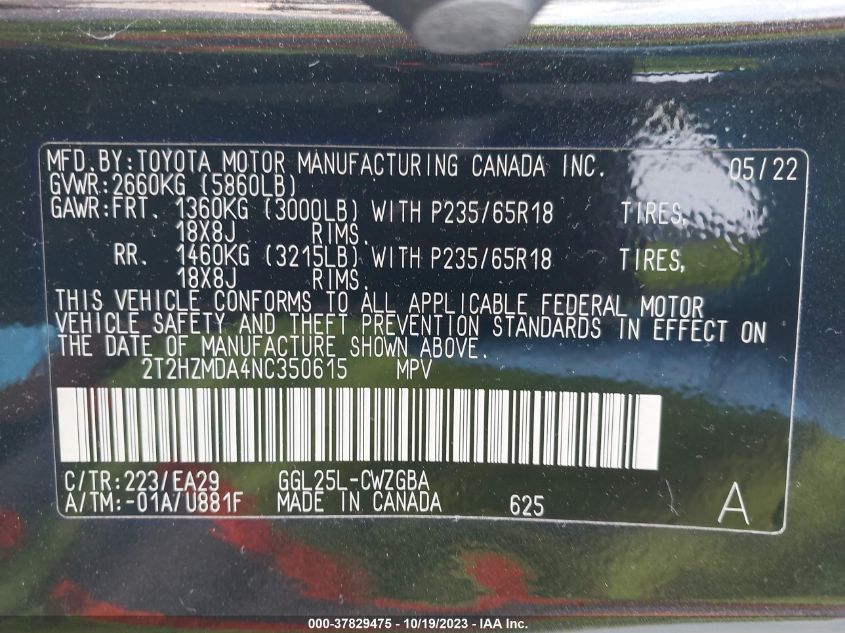 MFD.BY:TOYOTA MOTOR MANUFACTURING CANADA INC. 05/22
GVWR:2660KG (5860LB)
GAWR:FRT. 1360KG (3000LB) WITH P235/65R18 TIRES,
18X8J RIMS.
RR. 1460KG (3215LB) WITH P235/65R18 TIRES,
18X8J RIMS.
THIS VEHICLE CONFORMS TO ALL APPLICABLE FEDERAL MOTOR
VEHICLE SAFETY AND THEFT PREVENTION STANDARDS IN EFFECT ON
THE DATE OF MANUFACTURE SHOWN ABOVE.
2T2HZMDA4NC350615 MPV
C/TR:223/EA29 GGL25L-CWZGBA
A/TM:-01A/U881F MADE IN CANADA 625 A
000-37829475 - 10/19/2023 - IAA Inc.